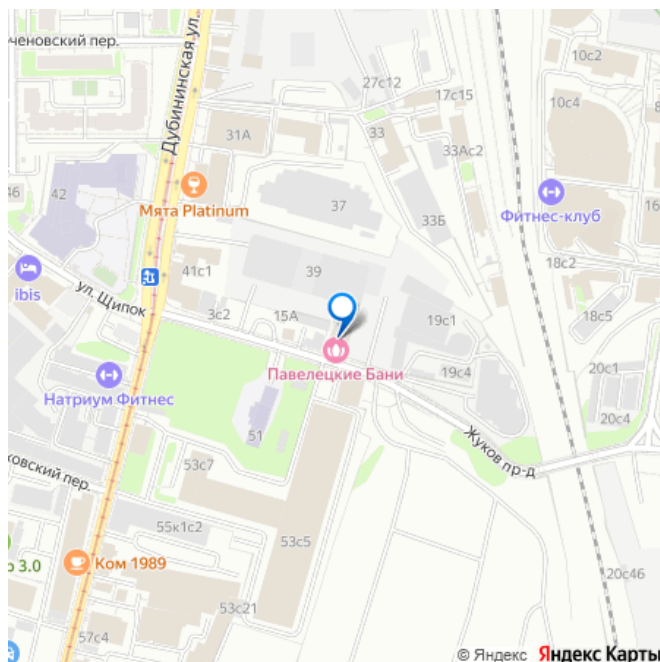 ченовский пер.
Дубининская ул.
10с2
27с12
17с15
10с4
31А
33
33Ас2
46
42
Мята Platinum
37
33Б
Фитнес-клуб
16
18с2
ibis
41с1
39
ул. Щипок
3с2
15А
19с1
18с5
Павелецкие Бани
19с4
20с1
Натриум Фитнес
20с4
51
Жуков пр-д
53с7
ховский пер.
55к1с2
53с5
о 3.0
Ком 1989
20с46
53с21
57с4
© Яндекс Яндекс Карты